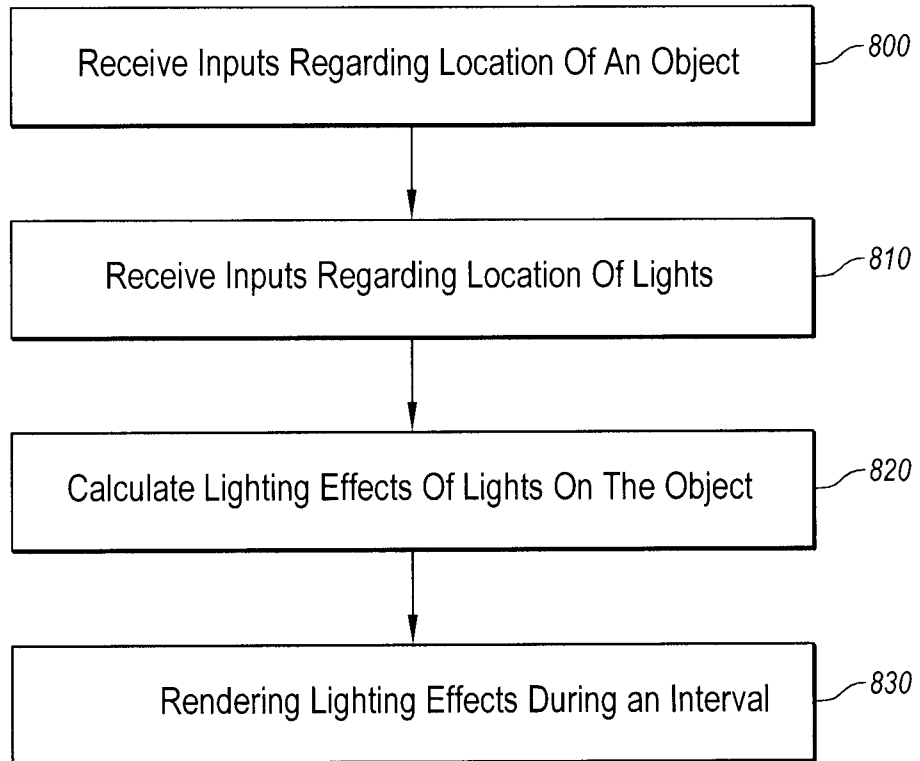 Receive Inputs Regarding Location Of An Object
800
Receive Inputs Regarding Location Of Lights
810
Calculate Lighting Effects Of Lights On The Object
820
Rendering Lighting Effects During an Interval
830